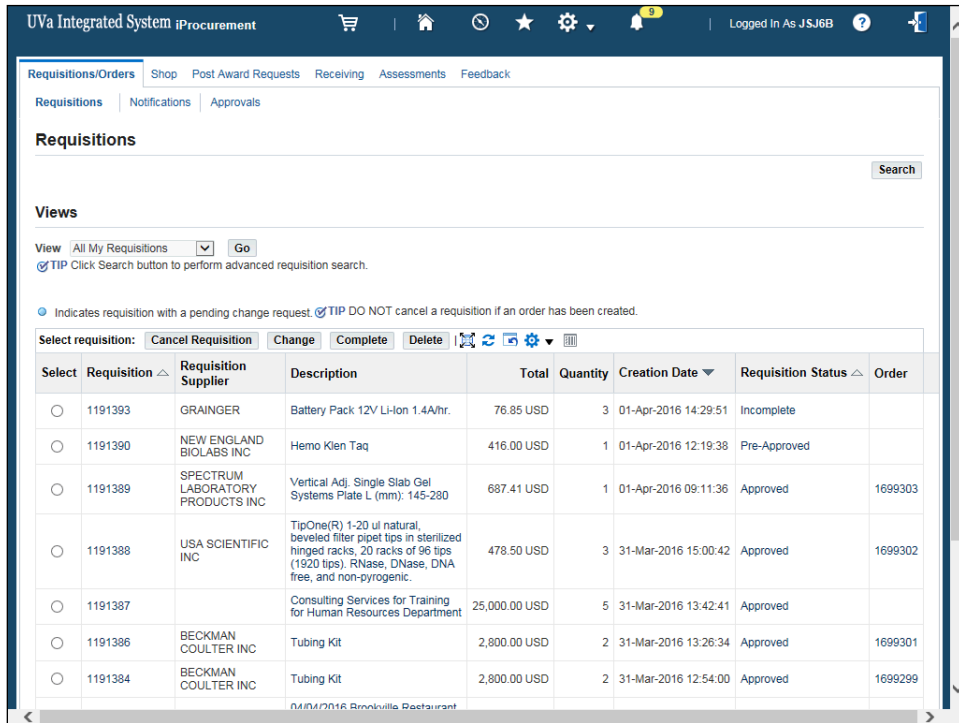 UVa Integrated System iProcurement 9 Logged In As JSJ6B ?
Requisitions/Orders Shop Post Award Requests Receiving Assessments Feedback
Requisitions Notifications Approvals
Requisitions
Search
Views
View All My Requisitions Go
TIP Click Search button to perform advanced requisition search.
Indicates requisition with a pending change request. TIP DO NOT cancel a requisition if an order has been created.
Select requisition: Cancel Requisition Change Complete Delete
Select Requisition Requisition Supplier Description Total Quantity Creation Date Requisition Status Order
1191393 GRAINGER Battery Pack 12V Li-Ion 1.4A/hr. 76.85 USD 3 01-Apr-2016 14:29:51 Incomplete
1191390 NEW ENGLAND BIOLABS INC Hemo Klen Taq 416.00 USD 1 01-Apr-2016 12:19:38 Pre-Approved
1191389 SPECTRUM LABORATORY PRODUCTS INC Vertical Adj. Single Slab Gel Systems Plate L (mm): 145-280 687.41 USD 1 01-Apr-2016 09:11:36 Approved 1699303
1191388 USA SCIENTIFIC INC TipOne(R) 1-20 ul natural, beveled filter pipet tips in sterilized hinged racks, 20 racks of 96 tips (1920 tips). RNase, DNase, DNA free, and non-pyrogenic. 478.50 USD 3 31-Mar-2016 15:00:42 Approved 1699302
1191387 Consulting Services for Training for Human Resources Department 25,000.00 USD 5 31-Mar-2016 13:42:41 Approved
1191386 BECKMAN COULTER INC Tubing Kit 2,800.00 USD 2 31-Mar-2016 13:26:34 Approved 1699301
1191384 BECKMAN COULTER INC Tubing Kit 2,800.00 USD 2 31-Mar-2016 12:54:00 Approved 1699299
04/04/2016 Brookville Restaurant